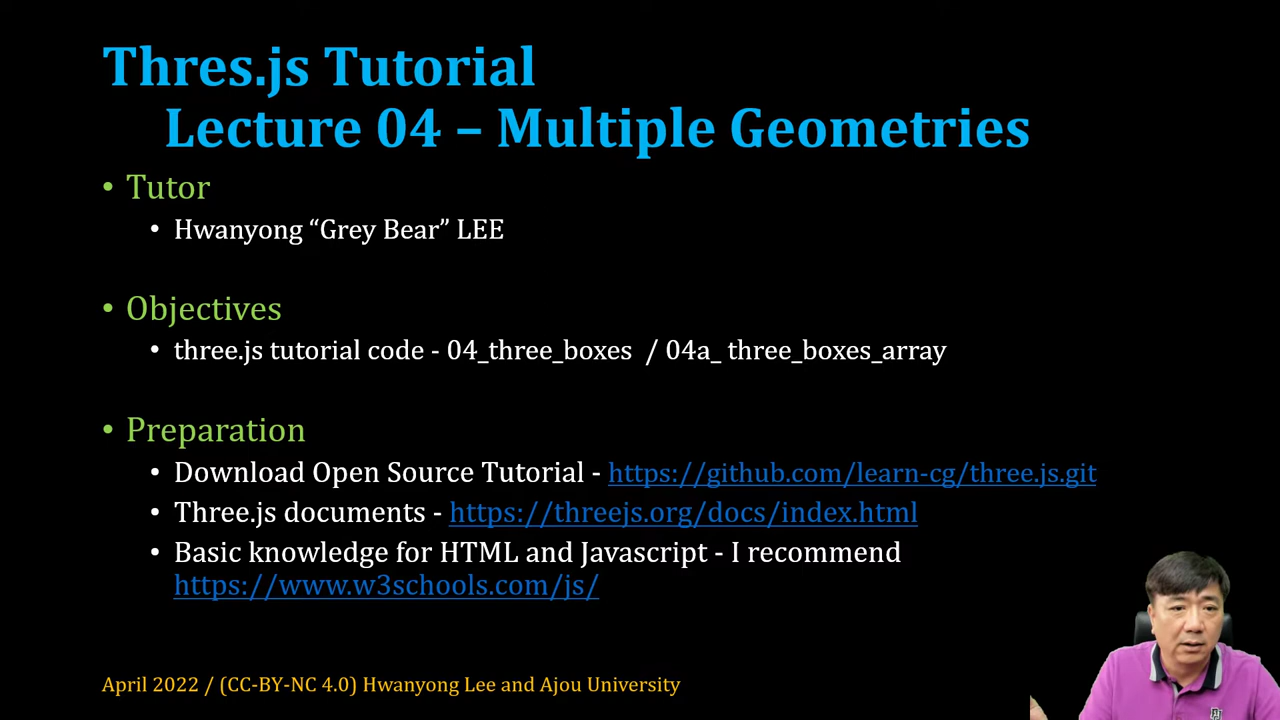 Thres.js Tutorial
Lecture 04 – Multiple Geometries
• Tutor
• Hwanyong “Grey Bear” LEE
• Objectives
• three.js tutorial code - 04_three_boxes / 04a_ three_boxes_array
• Preparation
• Download Open Source Tutorial - https://github.com/learn-cg/three.js.git
• Three.js documents - https://threejs.org/docs/index.html
• Basic knowledge for HTML and Javascript - I recommend
https://www.w3schools.com/js/
April 2022 / (CC-BY-NC 4.0) Hwanyong Lee and Ajou University